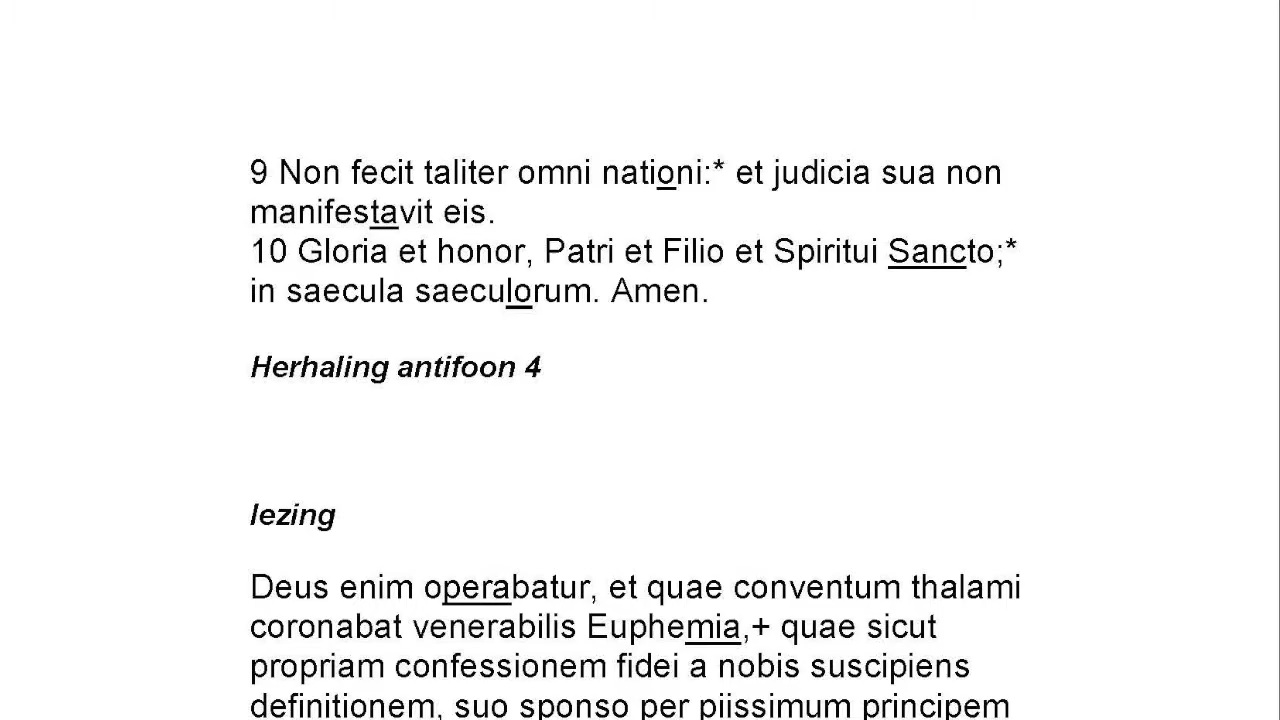 9 Non fecit taliter omni nationi:* et judicia sua non
manifestavit eis.
10 Gloria et honor, Patri et Filio et Spiritui Sancto;*
in saecula saeculorum. Amen.
Herhaling antifoon 4
lezing
Deus enim operabatur, et quae conventum thalami
coronabat venerabilis Euphemia,+ quae sicut
propriam confessionem fidei a nobis suscipiens
definitionem, suo sponso per piissimum principem